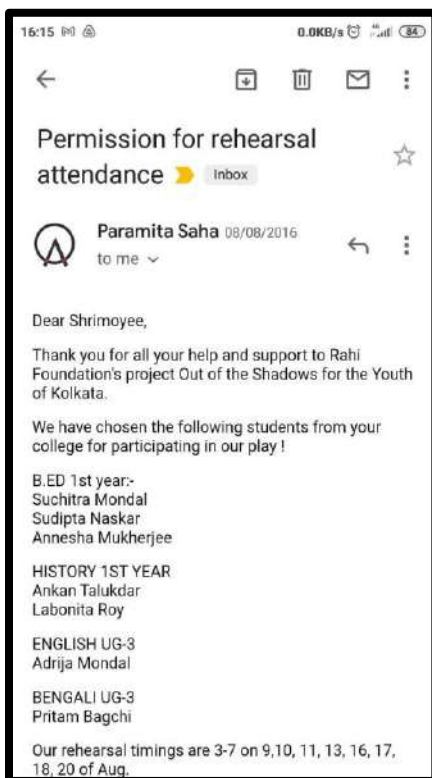 16:15
0.0KB/s 84
Permission for rehearsal
attendance Inbox
Paramita Saha 08/08/2016
to me
Dear Shrimoyee,
Thank you for all your help and support to Rahi
Foundation's project Out of the Shadows for the Youth
of Kolkata.
We have chosen the following students from your
college for participating in our play !
B.ED 1st year:-
Suchitra Mondal
Sudipta Naskar
Annesha Mukherjee
HISTORY 1ST YEAR
Ankan Talukdar
Labonita Roy
ENGLISH UG-3
Adrija Mondal
BENGALI UG-3
Pritam Bagchi
Our rehearsal timings are 3-7 on 9,10, 11, 13, 16, 17,
18, 20 of Aug.